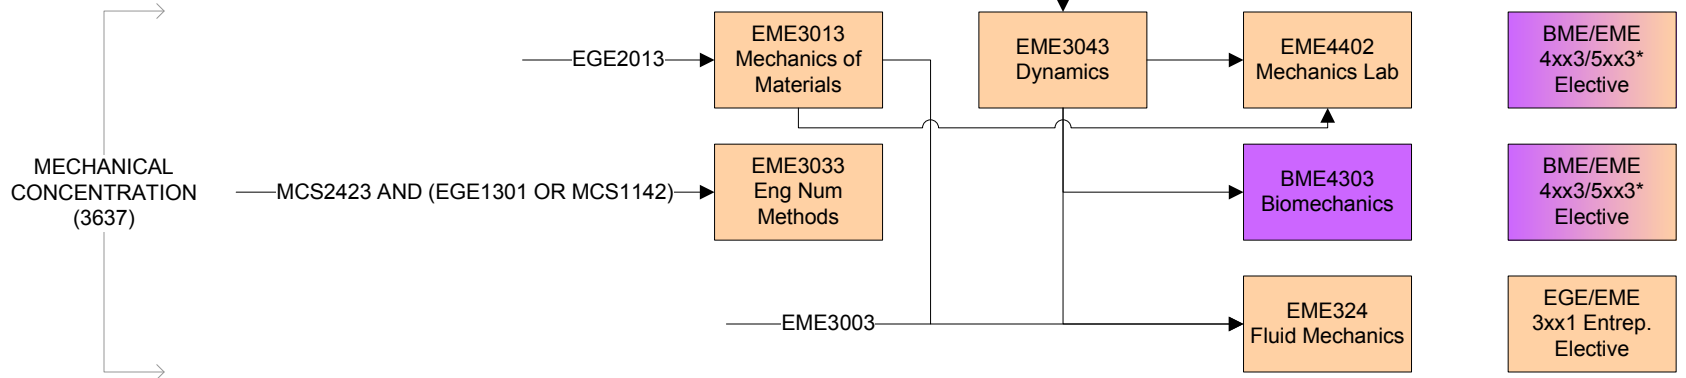 MECHANICAL
CONCENTRATION
(3637)
EGE2013
EME3013
Mechanics of
Materials
EME3043
Dynamics
EME4402
Mechanics Lab
BME/EME
4xx3/5xx3*
Elective
MCS2423 AND (EGE1301 OR MCS1142)
EME3033
Eng Num
Methods
BME4303
Biomechanics
BME/EME
4xx3/5xx3*
Elective
EME3003
EME324
Fluid Mechanics
EGE/EME
3xx1 Entrep.
Elective